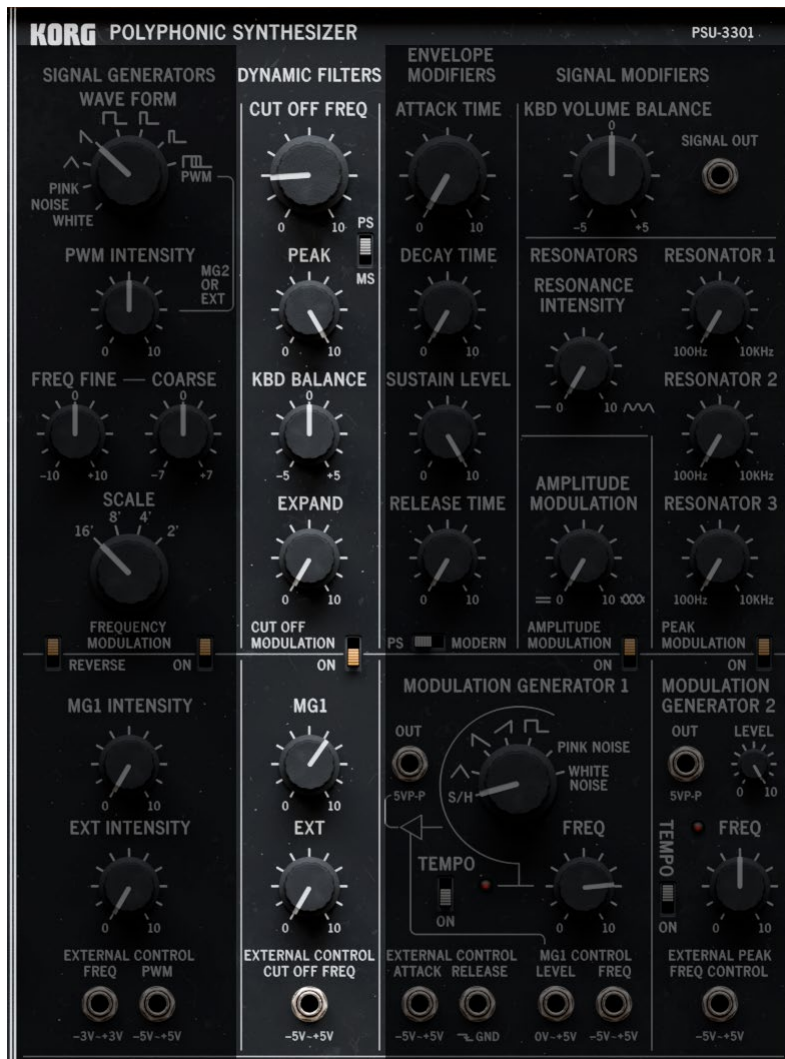 KORG POLYPHONIC SYNTHESIZER PSU-3301
SIGNAL GENERATORS
WAVE FORM
PWM
PINK
NOISE
WHITE
PWM INTENSITY
MG2
OR
EXT
0 10
FREQ FINE COARSE
0 0
-10 +10 -7 +7
SCALE
16' 8' 4' 2'
FREQUENCY
MODULATION
REVERSE ON
MG1 INTENSITY
0 10
EXT INTENSITY
0 10
EXTERNAL CONTROL
FREQ PWM
-3V~+3V -5V~+5V
DYNAMIC FILTERS
CUT OFF FREQ
0 10
PS
MS
PEAK
0 10
KBD BALANCE
0
-5 +5
EXPAND
0 10
CUT OFF
MODULATION
ON
MG1
0 10
EXT
0 10
EXTERNAL CONTROL
CUT OFF FREQ
-5V~+5V
ENVELOPE
MODIFIERS
ATTACK TIME
0 10
DECAY TIME
0 10
SUSTAIN LEVEL
0 10
RELEASE TIME
0 10
PS MODERN
SIGNAL MODIFIERS
KBD VOLUME BALANCE
0
-5 +5
SIGNAL OUT
RESONATORS
RESONANCE
INTENSITY
0 10
AMPLITUDE
MODULATION
0 10
AMPLITUDE
MODULATION
ON
RESONATOR 1
100Hz 10KHz
RESONATOR 2
100Hz 10KHz
RESONATOR 3
100Hz 10KHz
PEAK
MODULATION
ON
MODULATION GENERATOR 1
OUT
5VP-P
S/H
PINK NOISE
WHITE
NOISE
TEMPO
ON
FREQ
0 10
EXTERNAL CONTROL
ATTACK RELEASE
-5V~+5V GND
MG1 CONTROL
LEVEL FREQ
0V~+5V -5V~+5V
MODULATION
GENERATOR 2
OUT LEVEL
5VP-P
0 10
TEMPO
ON
FREQ
0 10
EXTERNAL PEAK
FREQ CONTROL
-5V~+5V